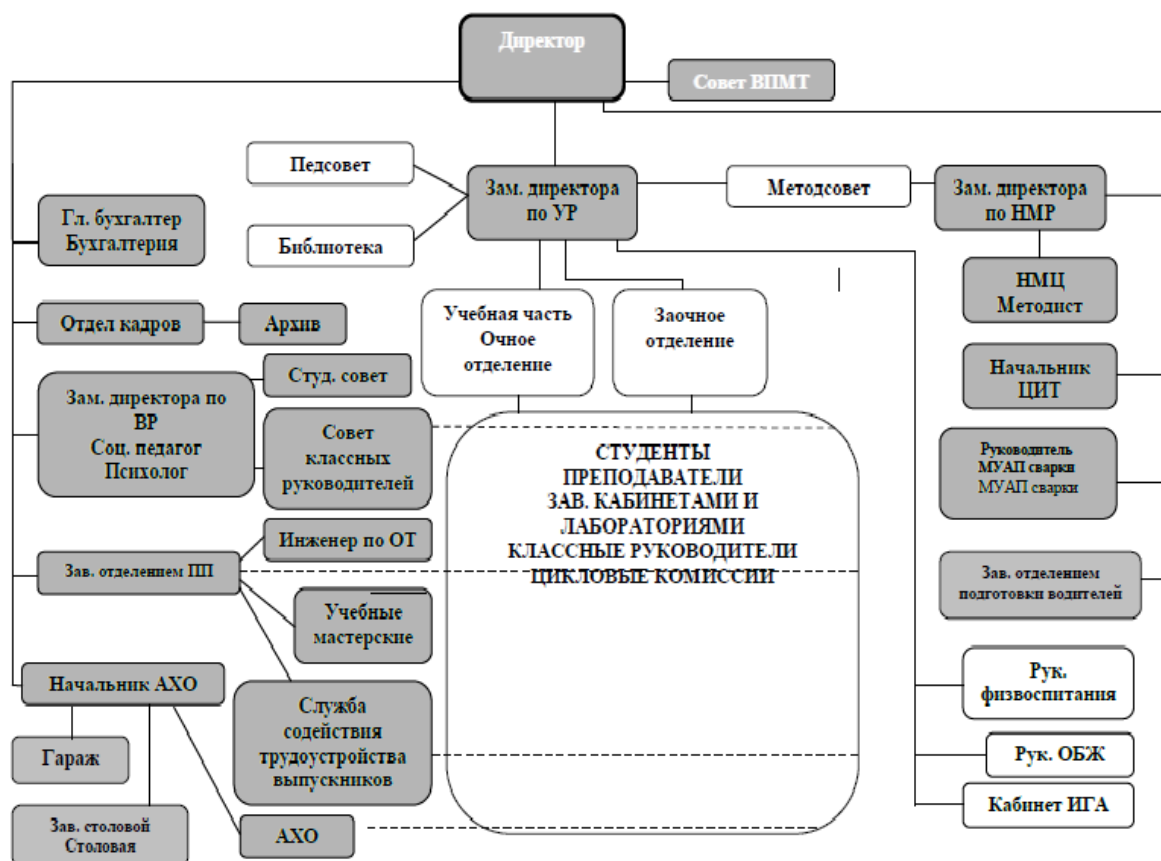 Директор
Совет ВПМТ
Педсовет
Зам. директора
по УР
Методсовет
Зам. директора
по НМР
Гл. бухгалтер
Бухгалтерия
Библиотека
НМЦ
Методист
Отдел кадров
Архив
Учебная часть
Очное
отделение
Заочное
отделение
Студ. совет
Начальник
ЦИТ
Зам. директора по
ВР
Соц. педагог
Психолог
Совет
классных
руководителей
СТУДЕНТЫ
ПРЕПОДАВАТЕЛИ
ЗАВ. КАБИНЕТАМИ И
ЛАБОРАТОРИЯМИ
КЛАССНЫЕ РУКОВОДИТЕЛИ
ЦИКЛОВЫЕ КОМИССИИ
Руководитель
МУАП сварки
МУАП сварки
Инженер по ОТ
Зав. отделением ПП
Зав. отделением
подготовки водителей
Учебные
мастерские
Начальник АХО
Служба
содействия
трудоустройства
выпускников
Рук.
физвоспитания
Гараж
Рук. ОБЖ
Кабинет ИГА
Зав. столовой
Столовая
АХО